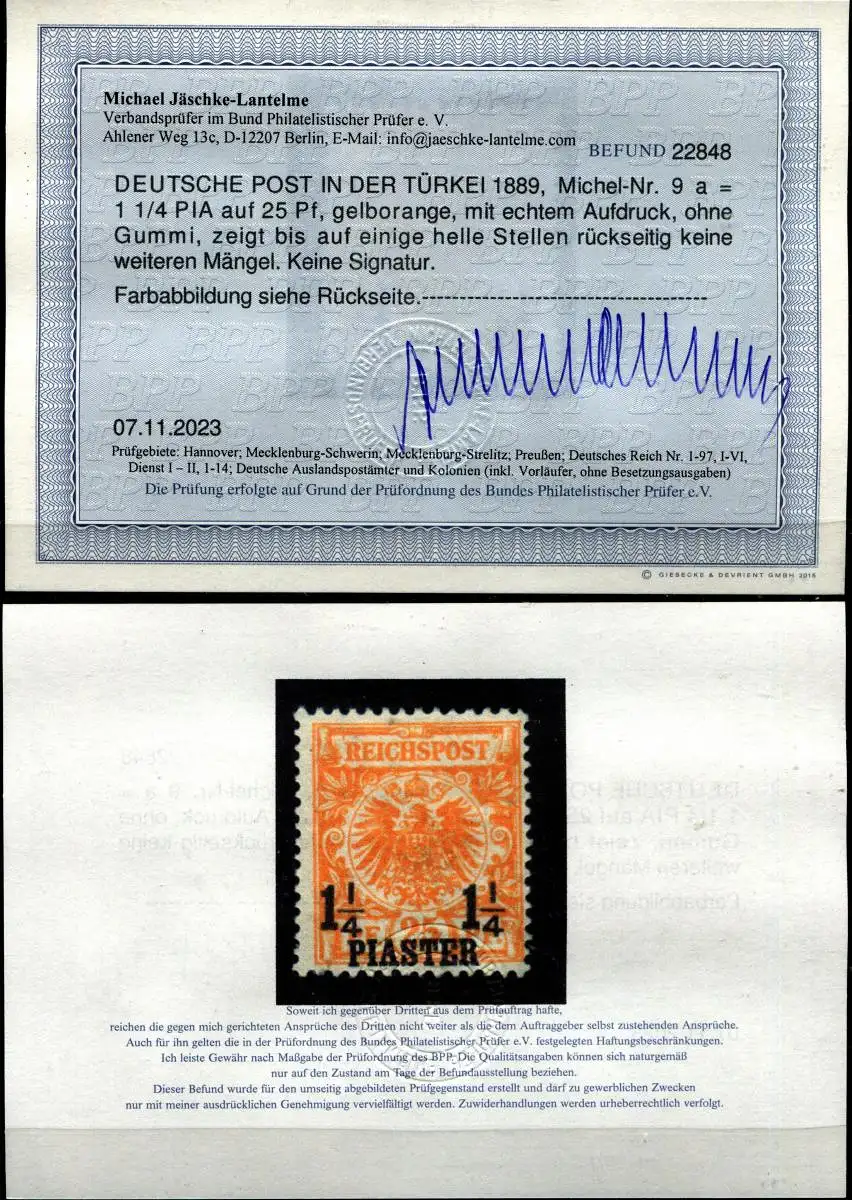 Michael Jäschke-Lantelme
Verbandsprüfer im Bund Philatelistischer Prüfer e. V.
Ahlener Weg 13c, D-12207 Berlin, E-Mail: info@jaeschke-lantelme.com
BEFUND 22848
DEUTSCHE POST IN DER TÜRKEI 1889, Michel-Nr. 9 a =
1 1/4 PIA auf 25 Pf, gelborange, mit echtem Aufdruck, ohne
Gummi, zeigt bis auf einige helle Stellen rückseitig keine
weiteren Mängel. Keine Signatur.
Farbabbildung siehe Rückseite.-------------------------------------
07.11.2023
Prüfgebiete: Hannover; Mecklenburg-Schwerin; Mecklenburg-Strelitz; Preußen; Deutsches Reich Nr. 1-97, I-VI,
Dienst I – II, 1-14; Deutsche Auslandspostämter und Kolonien (inkl. Vorläufer, ohne Besetzungsausgaben)
Die Prüfung erfolgte auf Grund der Prüfordnung des Bundes Philatelistischer Prüfer e.V.
© GIESECKE & DEVRIENT GMBH 2015
REICHSPOST
1 1/4 1 1/4
25
PIASTER
Soweit ich gegenüber Dritten aus dem Prüfauftrag hafte,
reichen die gegen mich gerichteten Ansprüche des Dritten nicht weiter als die dem Auftraggeber selbst zustehenden Ansprüche.
Auch für ihn gelten die in der Prüfordnung des Bundes Philatelistischer Prüfer e.V. festgelegten Haftungsbeschränkungen.
Ich leiste Gewähr nach Maßgabe der Prüfordnung des BPP. Die Qualitätsangaben können sich naturgemäß
nur auf den Zustand am Tage der Befundausstellung beziehen.
Dieser Befund wurde für den umseitig abgebildeten Prüfgegenstand erstellt und darf zu gewerblichen Zwecken
nur mit meiner ausdrücklichen Genehmigung vervielfältigt werden. Zuwiderhandlungen werden urheberrechtlich verfolgt.